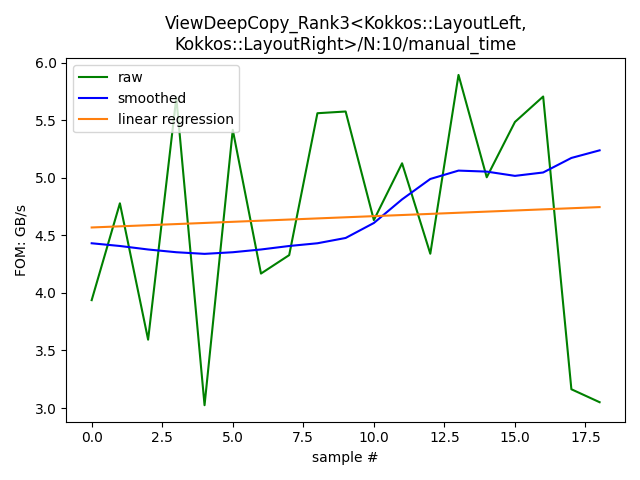 ViewDeepCopy_Rank3<Kokkos::LayoutLeft,
Kokkos::LayoutRight>/N:10/manual_time
raw
smoothed
linear regression
FOM: GB/s
6.0
5.5
5.0
4.5
4.0
3.5
3.0
0.0
2.5
5.0
7.5
10.0
12.5
15.0
17.5
sample #